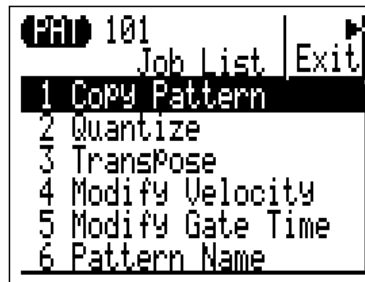 PAT 101
Job List Exit
1 Copy Pattern
2 Quantize
3 Transpose
4 Modify Velocity
5 Modify Gate Time
6 Pattern Name